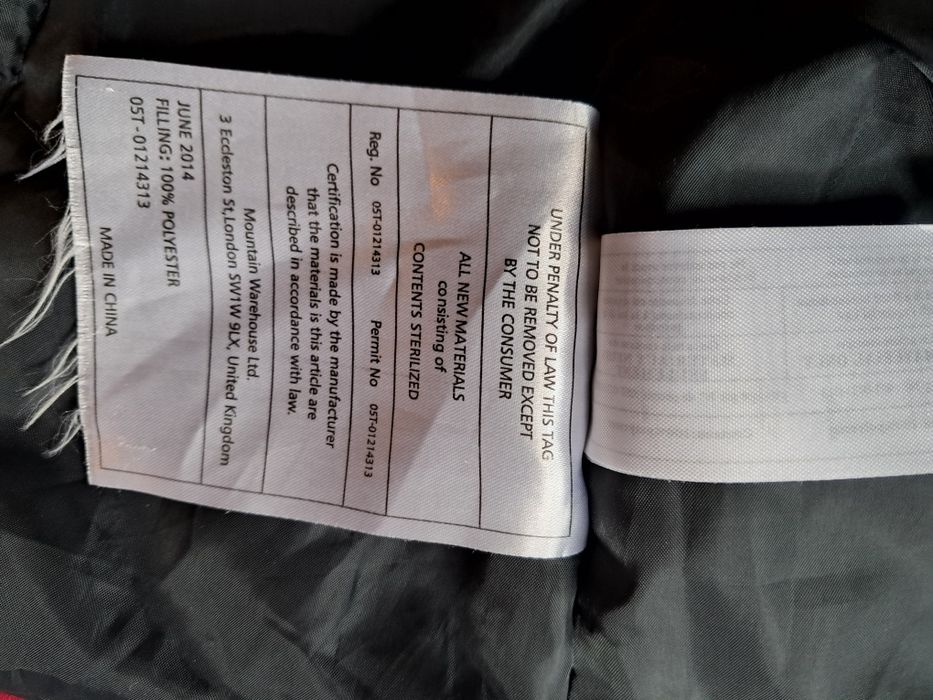 UNDER PENALTY OF LAW THIS TAG
NOT TO BE REMOVED EXCEPT
BY THE CONSUMER
ALL NEW MATERIALS
consisting of
CONTENTS STERILIZED
Reg. No 05T-01214313 Permit No 05T-01214313
Certification is made by the manufacturer
that the materials is this article are
described in accordance with law.
Mountain Warehouse Ltd.
3 Eccleston St,London SW1W 9LX, United Kingdom
JUNE 2014
FILLING: 100% POLYESTER
05T-01214313
MADE IN CHINA